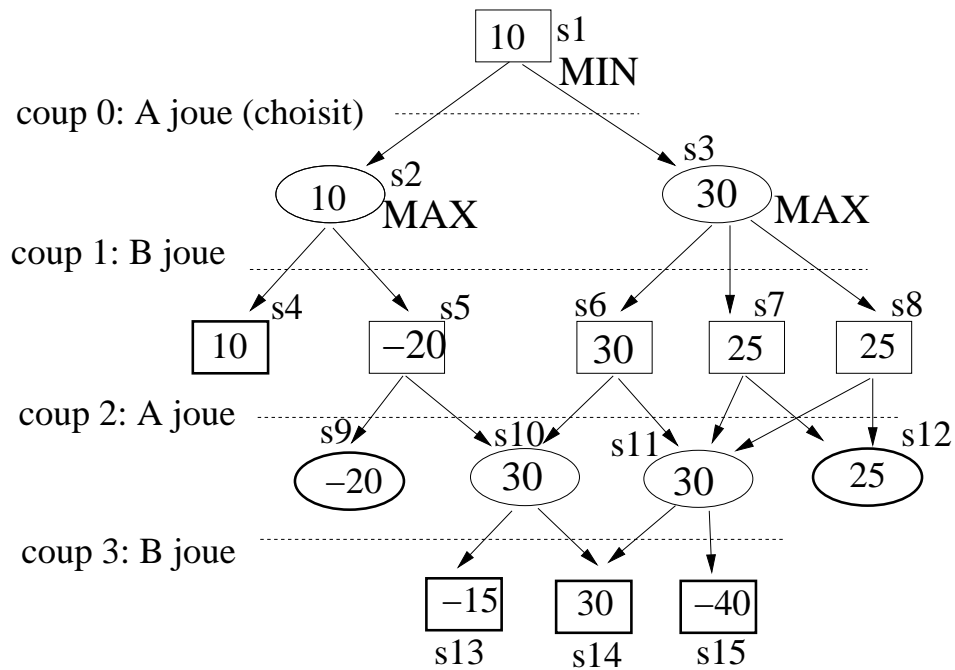 10 s1
MIN
coup 0: A joue (choisit)
s3
s2
10 30
MAX MAX
coup 1: B joue
s4 s5 s6 s7 s8
10 −20 30 25 25
coup 2: A joue
s9 s10 s11 s12
−20 30 30 25
coup 3: B joue
−15 30 −40
s13 s14 s15